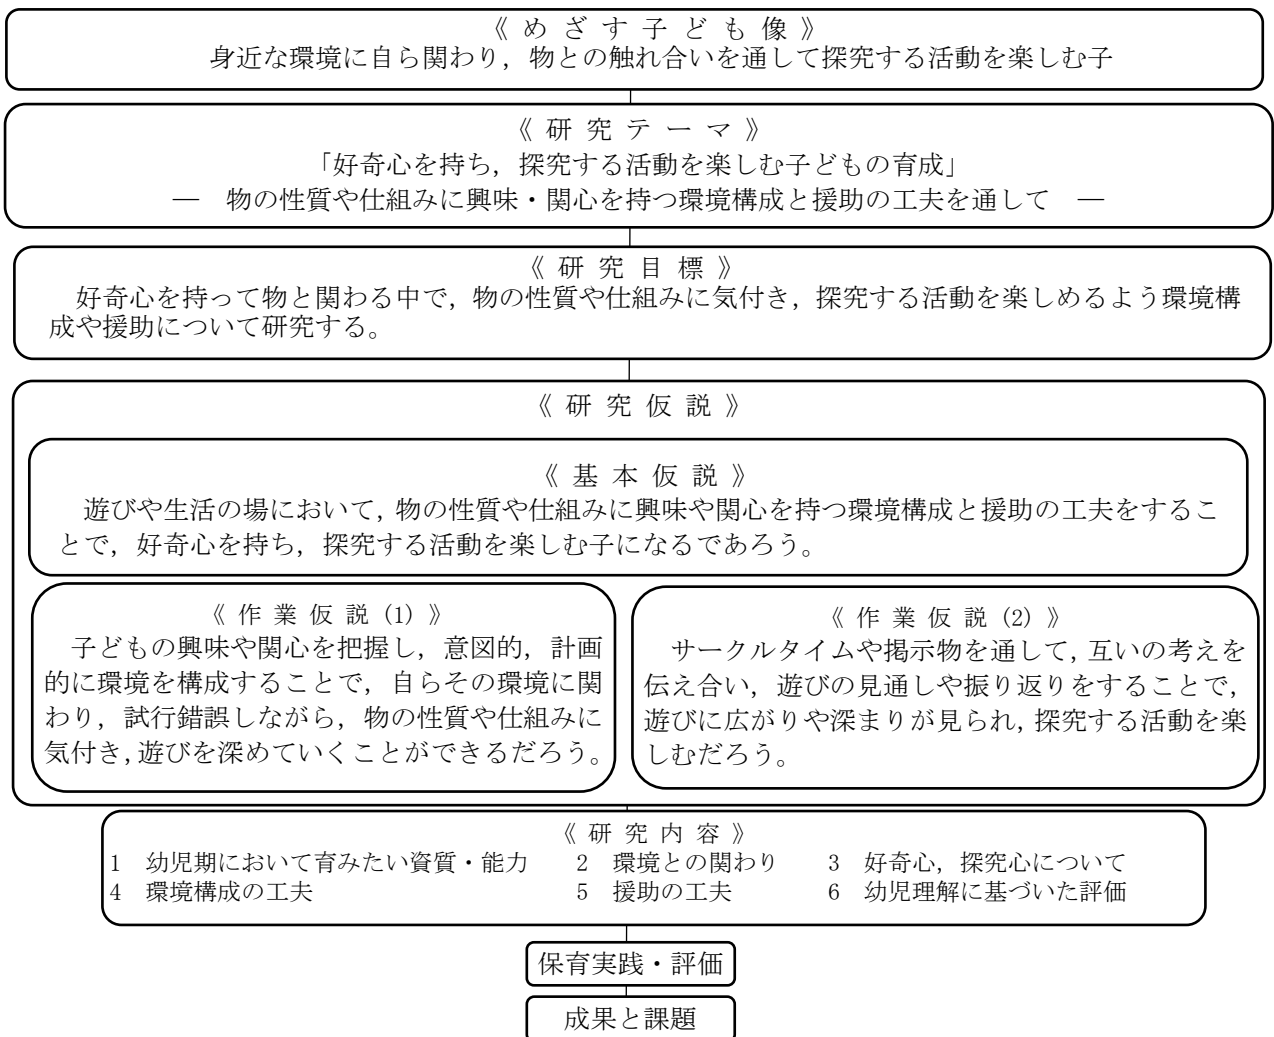 《 め ざ す 子 ど も 像 》
身近な環境に自ら関わり，物との触れ合いを通して探究する活動を楽しむ子
《 研 究 テ ー マ 》
「好奇心を持ち，探究する活動を楽しむ子どもの育成」
― 物の性質や仕組みに興味・関心を持つ環境構成と援助の工夫を通して ―
《 研 究 目 標 》
好奇心を持って物と関わる中で，物の性質や仕組みに気付き，探究する活動を楽しめるよう環境構
成や援助について研究する。
《 研 究 仮 説 》
《 基 本 仮 説 》
遊びや生活の場において，物の性質や仕組みに興味や関心を持つ環境構成と援助の工夫をするこ
とで，好奇心を持ち，探究する活動を楽しむ子になるであろう。
《 作 業 仮 説 (1) 》
子どもの興味や関心を把握し，意図的，計画
的に環境を構成することで，自らその環境に関
わり，試行錯誤しながら，物の性質や仕組みに
気付き，遊びを深めていくことができるだろう。
《 作 業 仮 説 (2) 》
サークルタイムや掲示物を通して，互いの考えを
伝え合い，遊びの見通しや振り返りをすることで，
遊びに広がりや深まりが見られ，探究する活動を楽
しむだろう。
《 研 究 内 容 》
1 幼児期において育みたい資質・能力 2 環境との関わり 3 好奇心，探究心について
4 環境構成の工夫 5 援助の工夫 6 幼児理解に基づいた評価
保育実践・評価
成果と課題